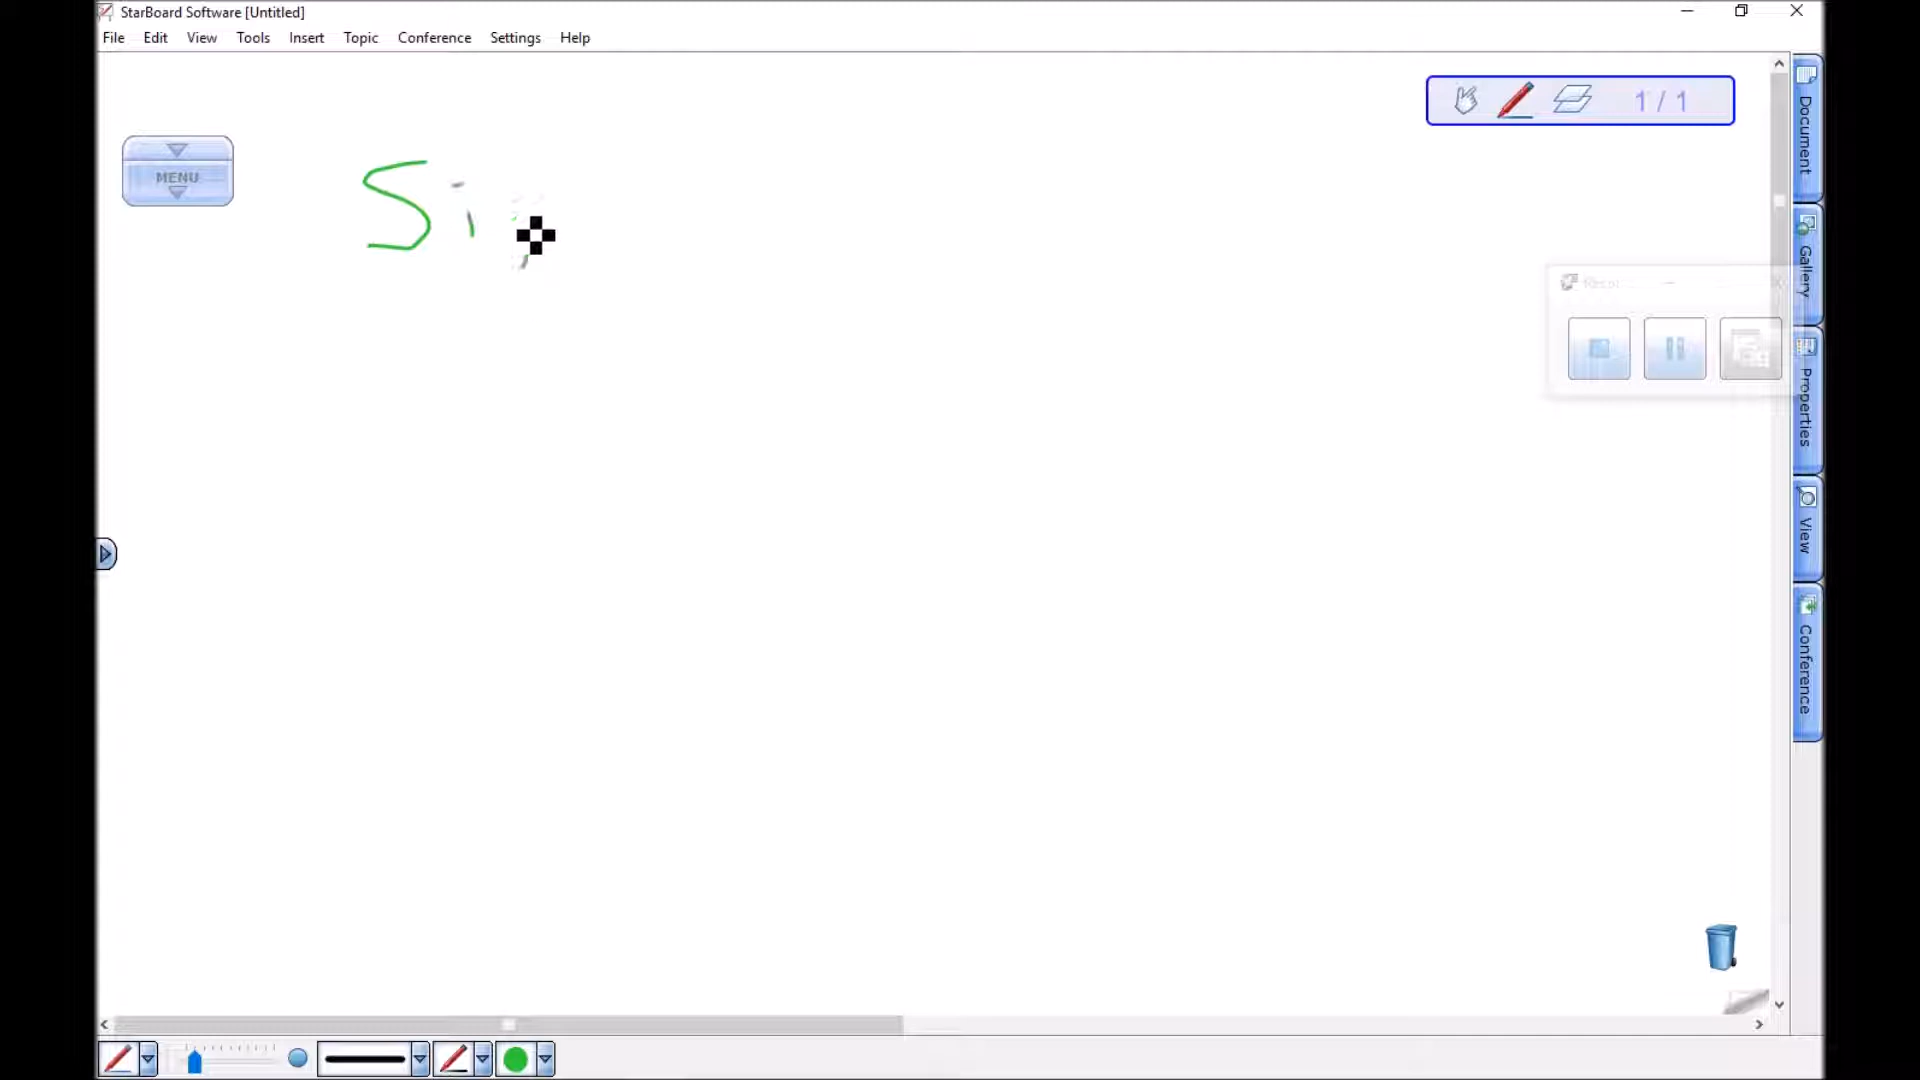 StarBoard Software [Untitled]
File Edit View Tools Insert Topic Conference Settings Help
1 / 1
MENU
Si
Document
Gallery
Properties
View
Conference